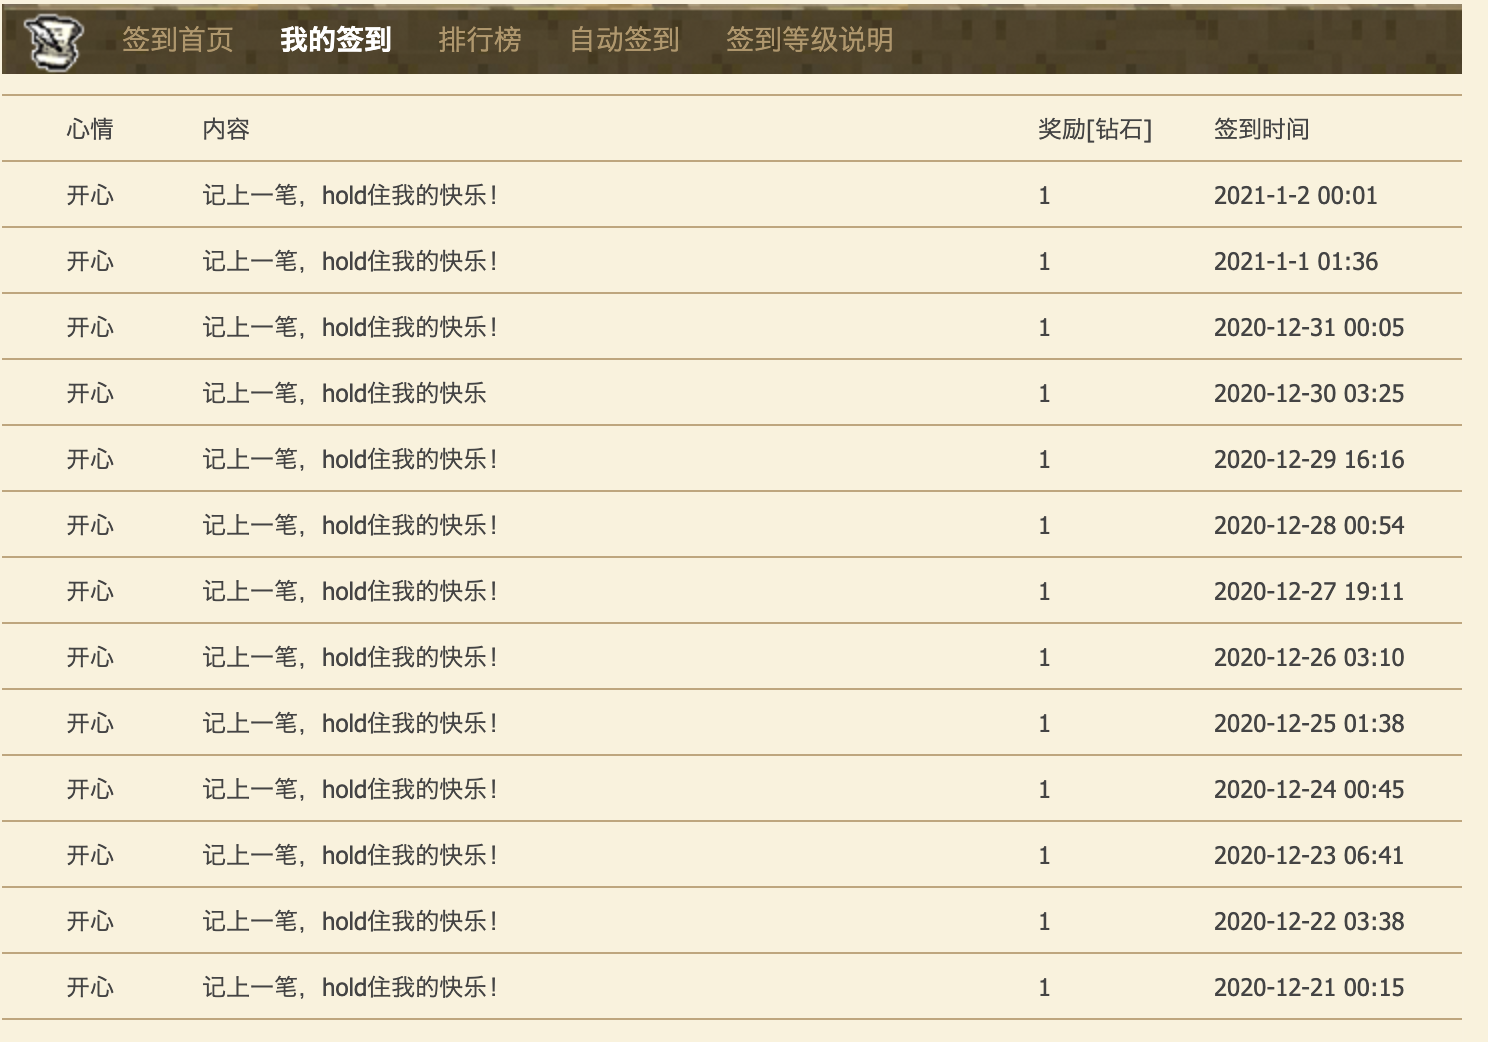 签到首页 我的签到 排行榜 自动签到 签到等级说明
心情 内容 奖励[钻石] 签到时间
开心 记上一笔，hold住我的快乐！ 1 2021-1-2 00:01
开心 记上一笔，hold住我的快乐！ 1 2021-1-1 01:36
开心 记上一笔，hold住我的快乐！ 1 2020-12-31 00:05
开心 记上一笔，hold住我的快乐 1 2020-12-30 03:25
开心 记上一笔，hold住我的快乐！ 1 2020-12-29 16:16
开心 记上一笔，hold住我的快乐！ 1 2020-12-28 00:54
开心 记上一笔，hold住我的快乐！ 1 2020-12-27 19:11
开心 记上一笔，hold住我的快乐！ 1 2020-12-26 03:10
开心 记上一笔，hold住我的快乐！ 1 2020-12-25 01:38
开心 记上一笔，hold住我的快乐！ 1 2020-12-24 00:45
开心 记上一笔，hold住我的快乐！ 1 2020-12-23 06:41
开心 记上一笔，hold住我的快乐！ 1 2020-12-22 03:38
开心 记上一笔，hold住我的快乐！ 1 2020-12-21 00:15